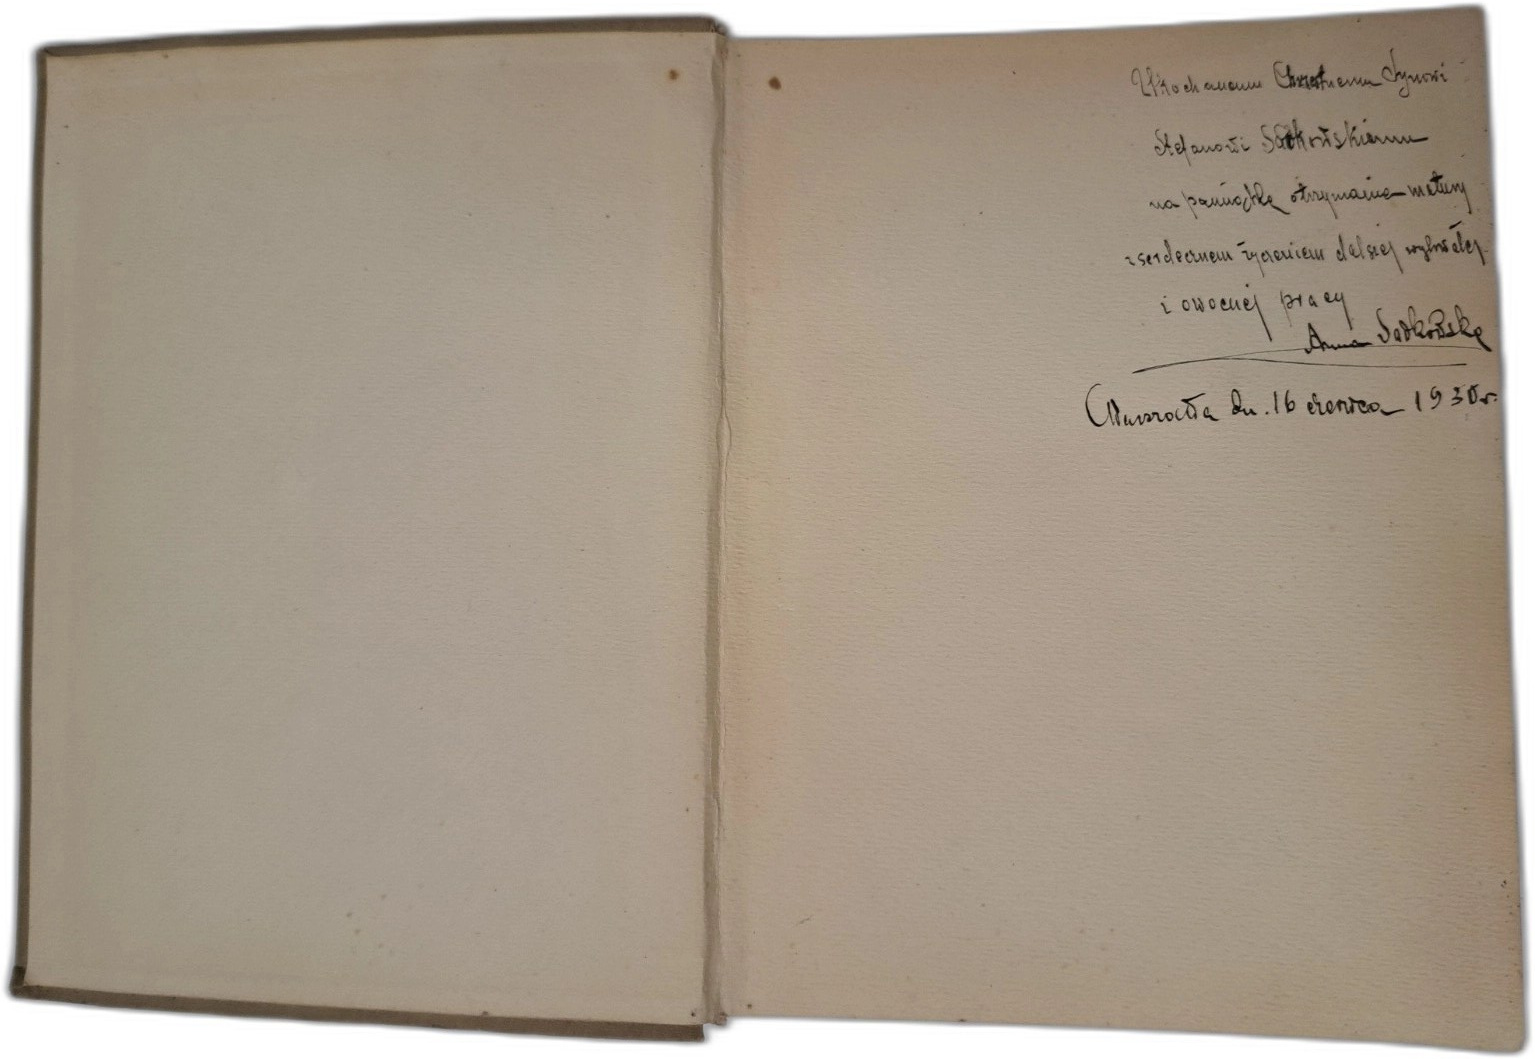 Ukochanemu Chrzestnemu Synowi
Stefanowi Sadkowskiemu
na pamiątkę otrzymania matury
z serdecznem życzeniem dalszej wytrwałej
i owocnej pracy
Anna Sadkowska
Warszawa dn. 16 czerwca 1930 r.